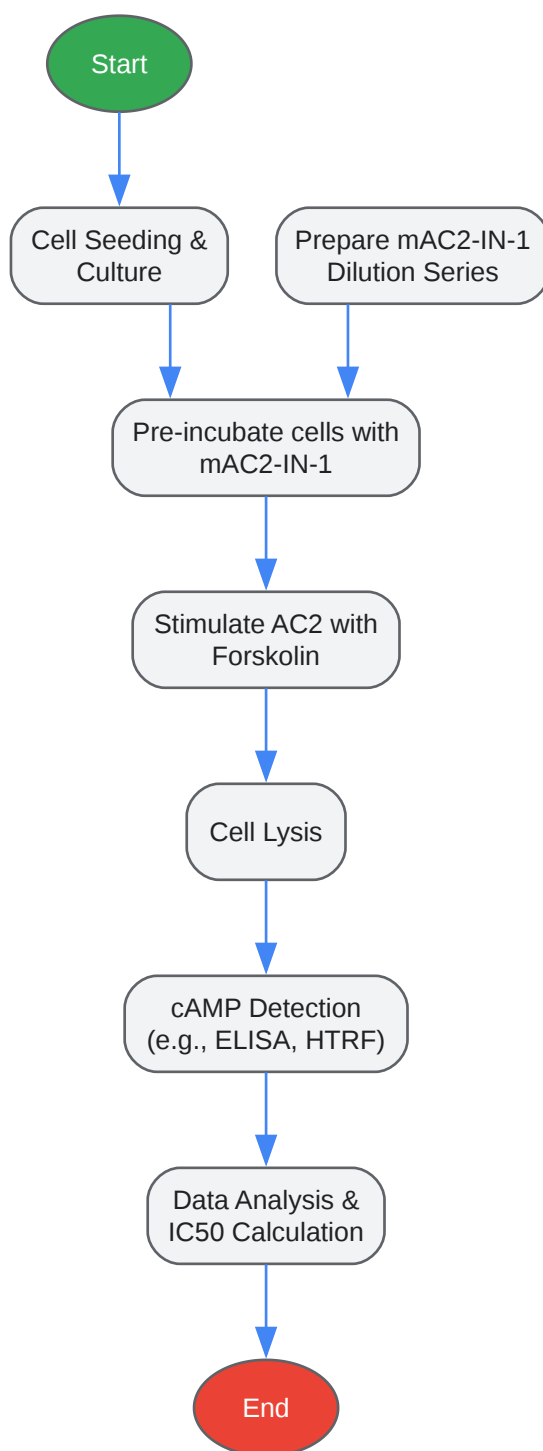 Start
Cell Seeding &
Culture
Prepare mAC2-IN-1
Dilution Series
Pre-incubate cells with
mAC2-IN-1
Stimulate AC2 with
Forskolin
Cell Lysis
cAMP Detection
(e.g., ELISA, HTRF)
Data Analysis &
IC50 Calculation
End